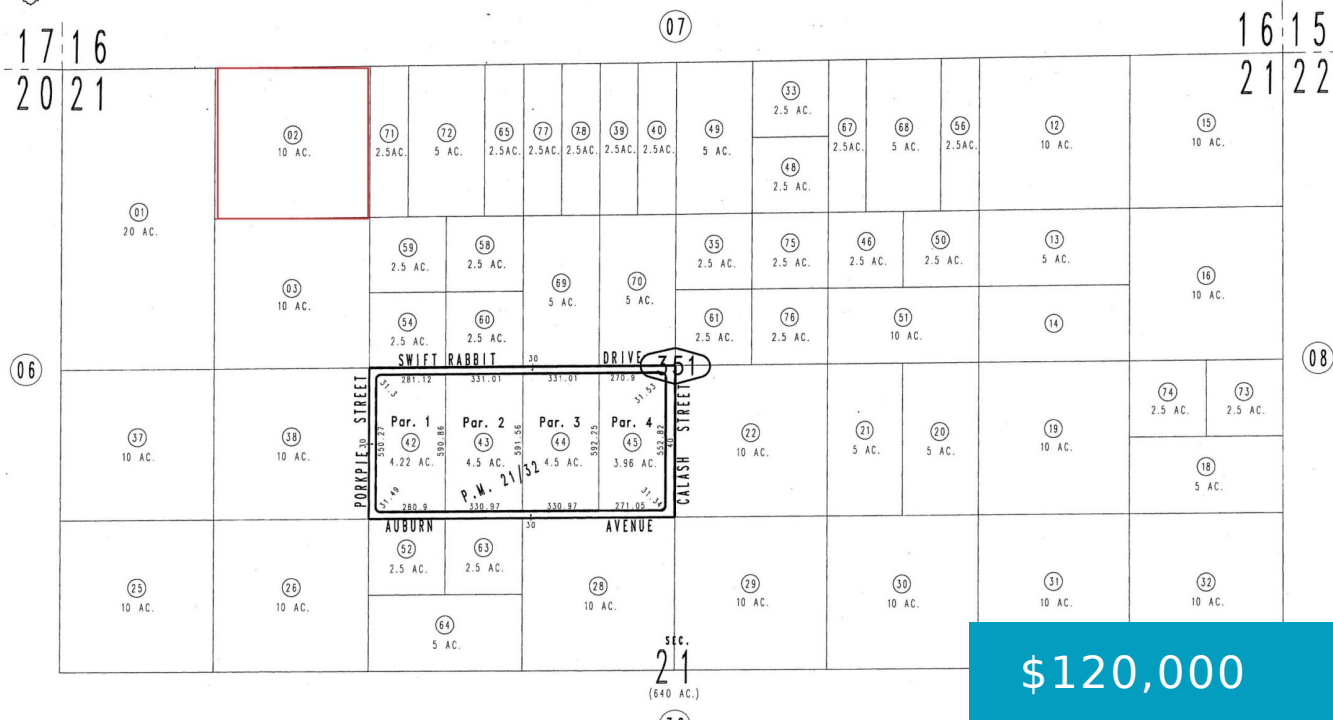 07
17 16
16 15
20 21
21 22
02
10 AC.
71
2.5AC.
72
5 AC.
65
2.5AC.
77
2.5AC.
78
2.5AC.
39
2.5AC.
40
2.5AC.
49
5 AC.
33
2.5 AC.
48
2.5 AC.
67
2.5AC.
68
5 AC.
56
2.5AC.
12
10 AC.
15
10 AC.
01
20 AC.
03
10 AC.
59
2.5 AC.
58
2.5 AC.
69
5 AC.
70
5 AC.
35
2.5 AC.
75
2.5 AC.
46
2.5 AC.
50
2.5 AC.
13
5 AC.
16
10 AC.
54
2.5 AC.
60
2.5 AC.
61
2.5 AC.
76
2.5 AC.
51
10 AC.
14
06
SWIFT RABBIT 30 DRIVE
351
08
281.12 331.01 331.01 270.9
31.3
31.53
PORKPIE STREET
30
550.27
Par. 1
42
4.22 AC.
590.86
Par. 2
43
4.5 AC.
591.56
Par. 3
44
4.5 AC.
592.25
Par. 4
45
3.96 AC.
552.82
40
CALASH STREET
P.M. 21/32
31.49
31.34
280.9 330.97 330.97 271.05
AUBURN 30 AVENUE
37
10 AC.
38
10 AC.
22
10 AC.
21
5 AC.
20
5 AC.
19
10 AC.
74
2.5 AC.
73
2.5 AC.
18
5 AC.
25
10 AC.
26
10 AC.
52
2.5 AC.
63
2.5 AC.
64
5 AC.
28
10 AC.
29
10 AC.
30
10 AC.
31
10 AC.
32
10 AC.
SEC.
21
(640 AC.)
$120,000